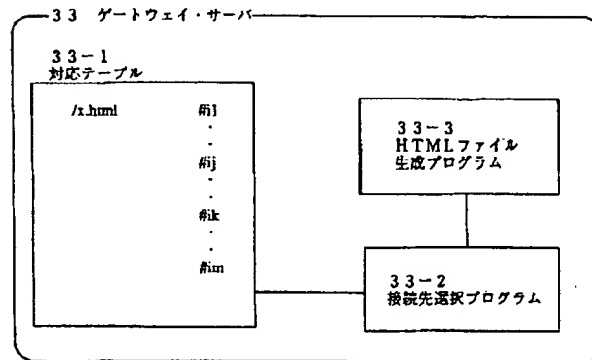 33 ゲートウェイ・サーバ
33-1
対応テーブル
/x.html #i1
・
・
#ij
・
・
#ik
・
・
#im
33-3
HTMLファイル
生成プログラム
33-2
接続先選択プログラム